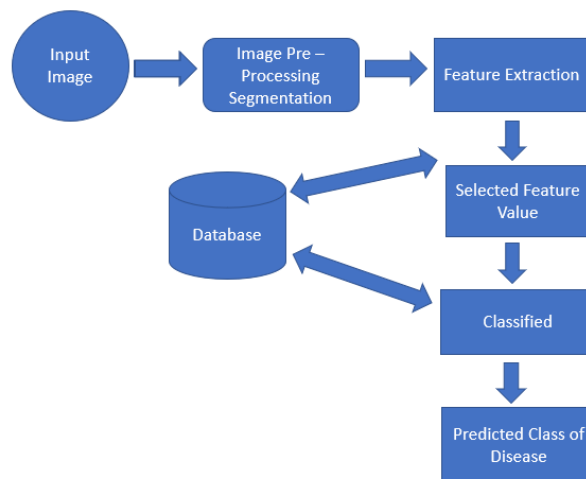 Input
Image
Image Pre –
Processing
Segmentation
Feature Extraction
Selected Feature
Value
Database
Classified
Predicted Class of
Disease